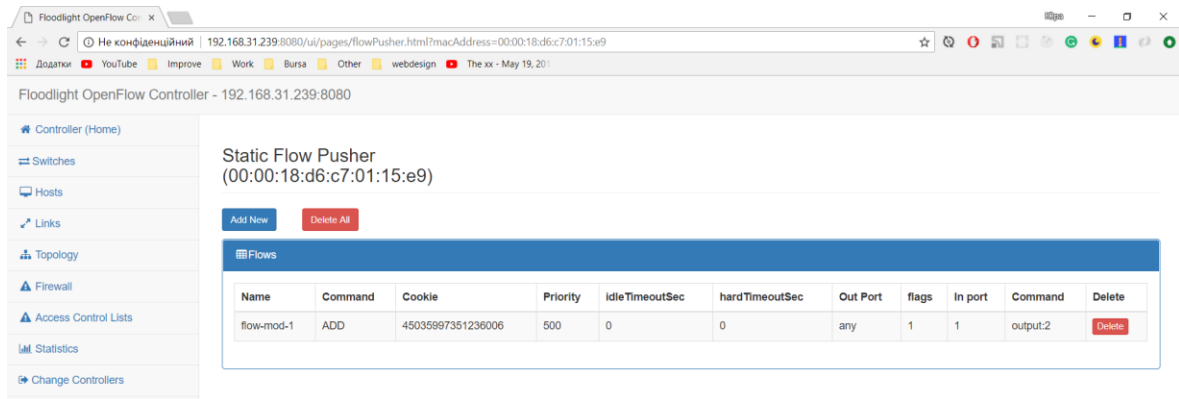 Floodlight OpenFlow Con
Юра
Не конфіденційний 192.168.31.239:8080/ui/pages/flowPusher.html?macAddress=00:00:18:d6:c7:01:15:e9
Додатки YouTube Improve Work Bursa Other webdesign The xx - May 19, 201
Floodlight OpenFlow Controller - 192.168.31.239:8080
Controller (Home)
Switches
Hosts
Links
Topology
Firewall
Access Control Lists
Statistics
Change Controllers
Static Flow Pusher
(00:00:18:d6:c7:01:15:e9)
Add New Delete All
Flows
Name Command Cookie Priority idleTimeoutSec hardTimeoutSec Out Port flags In port Command Delete
flow-mod-1 ADD 45035997351236006 500 0 0 any 1 1 output:2 Delete